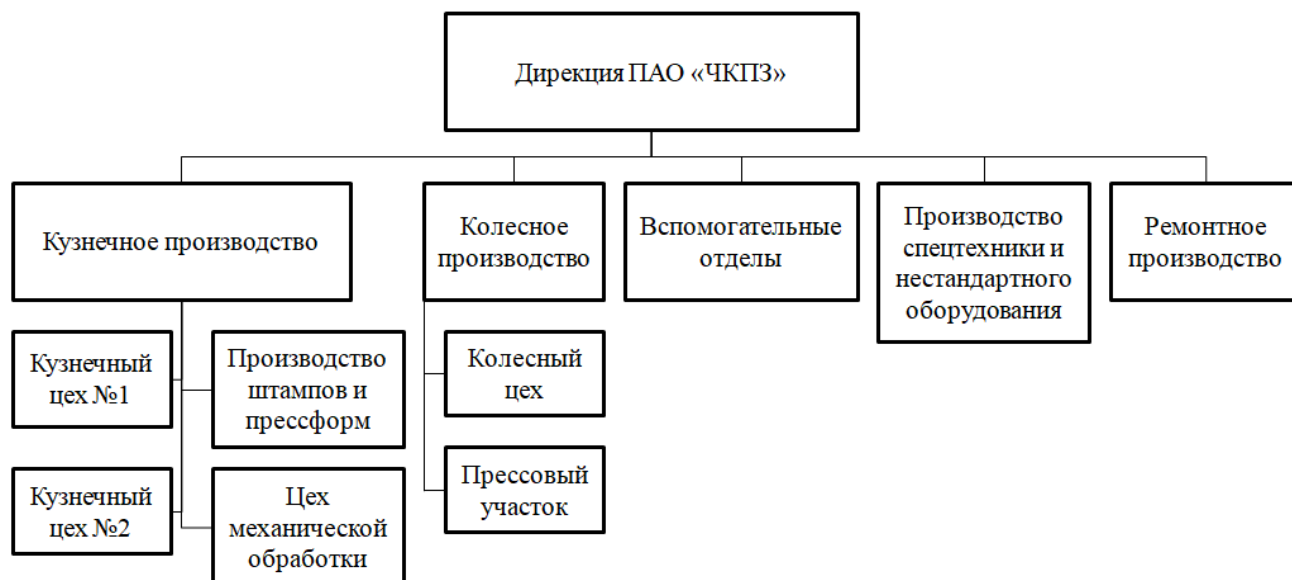 Дирекция ПАО «ЧКПЗ»
Кузнечное производство
Колесное
производство
Вспомогательные
отделы
Производство
спецтехники и
нестандартного
оборудования
Ремонтное
производство
Кузнечный
цех №1
Производство
штампов и
прессформ
Колесный
цех
Кузнечный
цех №2
Цех
механической
обработки
Прессовый
участок